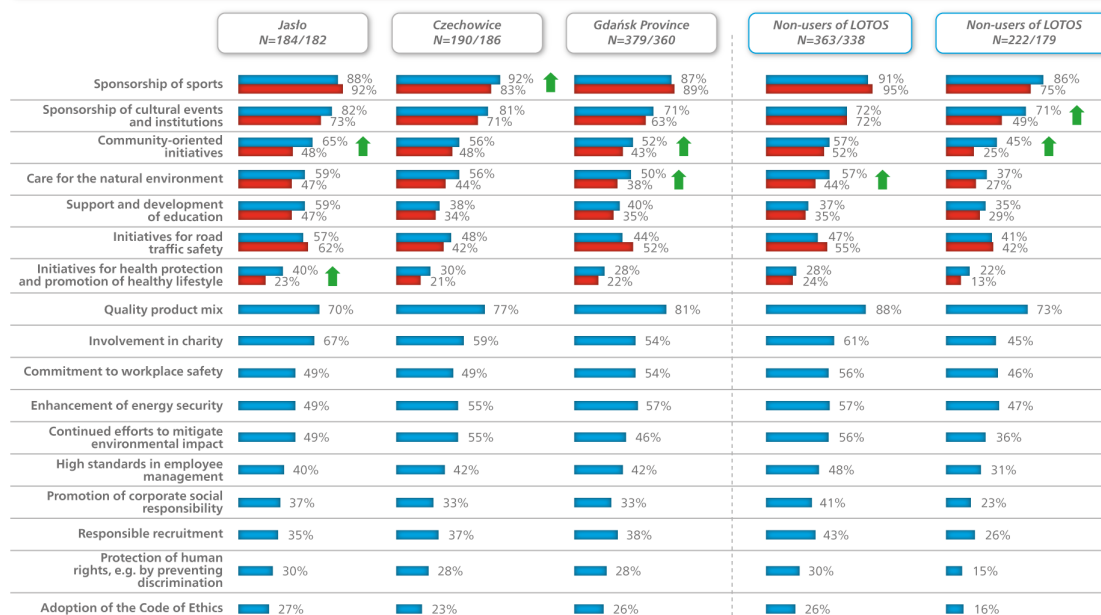 Jasło
N=184/182
Czechowice
N=190/186
Gdańsk Province
N=379/360
Non-users of LOTOS
N=363/338
Non-users of LOTOS
N=222/179
Sponsorship of sports
88%
92%
92%
83%
87%
89%
91%
95%
86%
75%
Sponsorship of cultural events
and institutions
82%
73%
81%
71%
71%
63%
72%
72%
71%
49%
Community-oriented
initiatives
65%
48%
56%
48%
52%
43%
57%
52%
45%
25%
Care for the natural environment
59%
47%
56%
44%
50%
38%
57%
44%
37%
27%
Support and development
of education
59%
47%
38%
34%
40%
35%
37%
35%
35%
29%
Initiatives for road
traffic safety
57%
62%
48%
42%
44%
52%
47%
55%
41%
42%
Initiatives for health protection
and promotion of healthy lifestyle
40%
23%
30%
21%
28%
22%
28%
24%
22%
13%
Quality product mix 70% 77% 81% 88% 73%
Involvement in charity 67% 59% 54% 61% 45%
Commitment to workplace safety 49% 49% 54% 56% 46%
Enhancement of energy security 49% 55% 57% 57% 47%
Continued efforts to mitigate
environmental impact
49% 55% 46% 56% 36%
High standards in employee
management
40% 42% 42% 48% 31%
Promotion of corporate social
responsibility
37% 33% 33% 41% 23%
Responsible recruitment 35% 37% 38% 43% 26%
Protection of human
rights, e.g. by preventing
discrimination
30% 28% 28% 30% 15%
Adoption of the Code of Ethics 27% 23% 26% 26% 16%